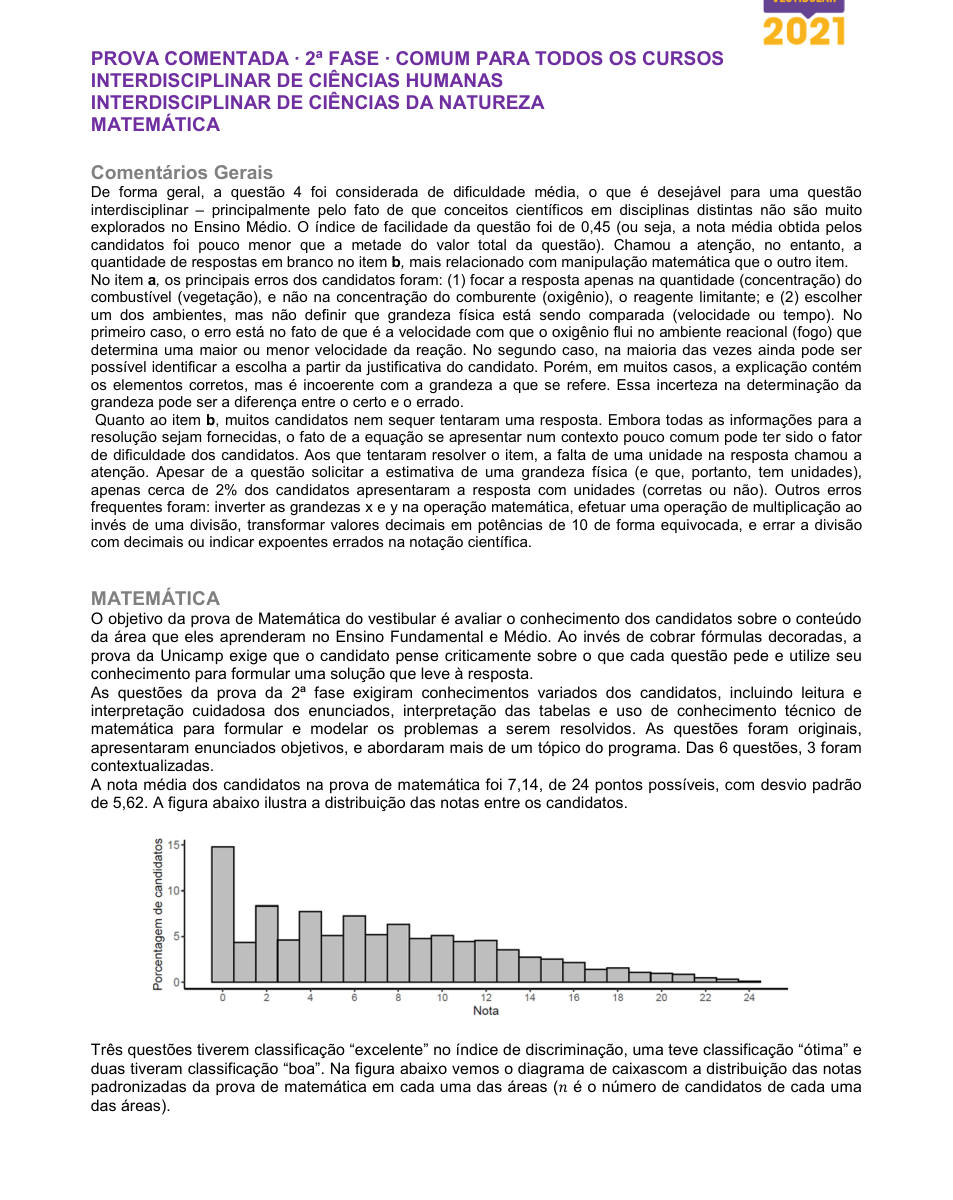 VESTIBULAR
2021
PROVA COMENTADA · 2ª FASE · COMUM PARA TODOS OS CURSOS
INTERDISCIPLINAR DE CIÊNCIAS HUMANAS
INTERDISCIPLINAR DE CIÊNCIAS DA NATUREZA
MATEMÁTICA
Comentários Gerais
De forma geral, a questão 4 foi considerada de dificuldade média, o que é desejável para uma questão
interdisciplinar – principalmente pelo fato de que conceitos científicos em disciplinas distintas não são muito
explorados no Ensino Médio. O índice de facilidade da questão foi de 0,45 (ou seja, a nota média obtida pelos
candidatos foi pouco menor que a metade do valor total da questão). Chamou a atenção, no entanto, a
quantidade de respostas em branco no item b, mais relacionado com manipulação matemática que o outro item.
No item a, os principais erros dos candidatos foram: (1) focar a resposta apenas na quantidade (concentração) do
combustível (vegetação), e não na concentração do comburente (oxigênio), o reagente limitante; e (2) escolher
um dos ambientes, mas não definir que grandeza física está sendo comparada (velocidade ou tempo). No
primeiro caso, o erro está no fato de que é a velocidade com que o oxigênio flui no ambiente reacional (fogo) que
determina uma maior ou menor velocidade da reação. No segundo caso, na maioria das vezes ainda pode ser
possível identificar a escolha a partir da justificativa do candidato. Porém, em muitos casos, a explicação contém
os elementos corretos, mas é incoerente com a grandeza a que se refere. Essa incerteza na determinação da
grandeza pode ser a diferença entre o certo e o errado.
Quanto ao item b, muitos candidatos nem sequer tentaram uma resposta. Embora todas as informações para a
resolução sejam fornecidas, o fato de a equação se apresentar num contexto pouco comum pode ter sido o fator
de dificuldade dos candidatos. Aos que tentaram resolver o item, a falta de uma unidade na resposta chamou a
atenção. Apesar de a questão solicitar a estimativa de uma grandeza física (e que, portanto, tem unidades),
apenas cerca de 2% dos candidatos apresentaram a resposta com unidades (corretas ou não). Outros erros
frequentes foram: inverter as grandezas x e y na operação matemática, efetuar uma operação de multiplicação ao
invés de uma divisão, transformar valores decimais em potências de 10 de forma equivocada, e errar a divisão
com decimais ou indicar expoentes errados na notação científica.
MATEMÁTICA
O objetivo da prova de Matemática do vestibular é avaliar o conhecimento dos candidatos sobre o conteúdo
da área que eles aprenderam no Ensino Fundamental e Médio. Ao invés de cobrar fórmulas decoradas, a
prova da Unicamp exige que o candidato pense criticamente sobre o que cada questão pede e utilize seu
conhecimento para formular uma solução que leve à resposta.
As questões da prova da 2ª fase exigiram conhecimentos variados dos candidatos, incluindo leitura e
interpretação cuidadosa dos enunciados, interpretação das tabelas e uso de conhecimento técnico de
matemática para formular e modelar os problemas a serem resolvidos. As questões foram originais,
apresentaram enunciados objetivos, e abordaram mais de um tópico do programa. Das 6 questões, 3 foram
contextualizadas.
A nota média dos candidatos na prova de matemática foi 7,14, de 24 pontos possíveis, com desvio padrão
de 5,62. A figura abaixo ilustra a distribuição das notas entre os candidatos.
Porcentagem de candidatos
15
10
5
0
0 2 4 6 8 10 12 14 16 18 20 22 24
Nota
Três questões tiverem classificação “excelente” no índice de discriminação, uma teve classificação “ótima” e
duas tiveram classificação “boa”. Na figura abaixo vemos o diagrama de caixascom a distribuição das notas
padronizadas da prova de matemática em cada uma das áreas (n é o número de candidatos de cada uma
das áreas).